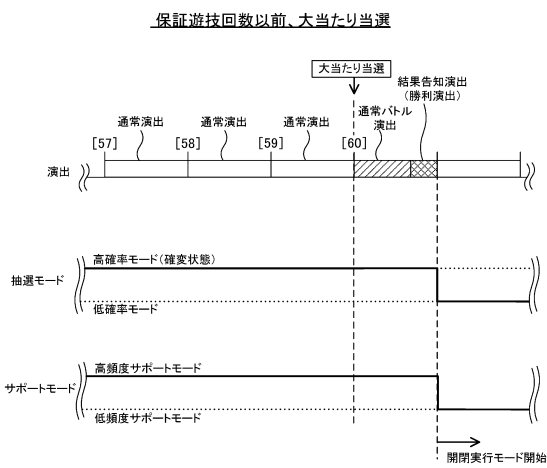 保証遊技回数以前、大当たり当選
大当たり当選
結果告知演出
(勝利演出)
通常演出
通常演出
通常演出
通常バトル
演出
[57]
[58]
[59]
[60]
演出
高確率モード(確変状態)
抽選モード
低確率モード
高頻度サポートモード
サポートモード
低頻度サポートモード
開閉実行モード開始